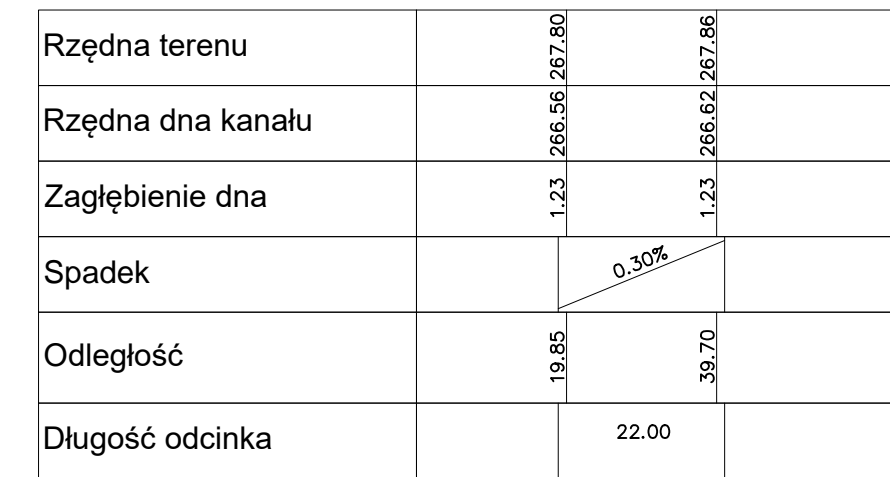 Rzędna terenu 267.80 267.86
Rzędna dna kanału 266.56 266.62
Zagłębienie dna 1.23 1.23
Spadek 0.30%
Odległość 19.85 39.70
Długość odcinka 22.00